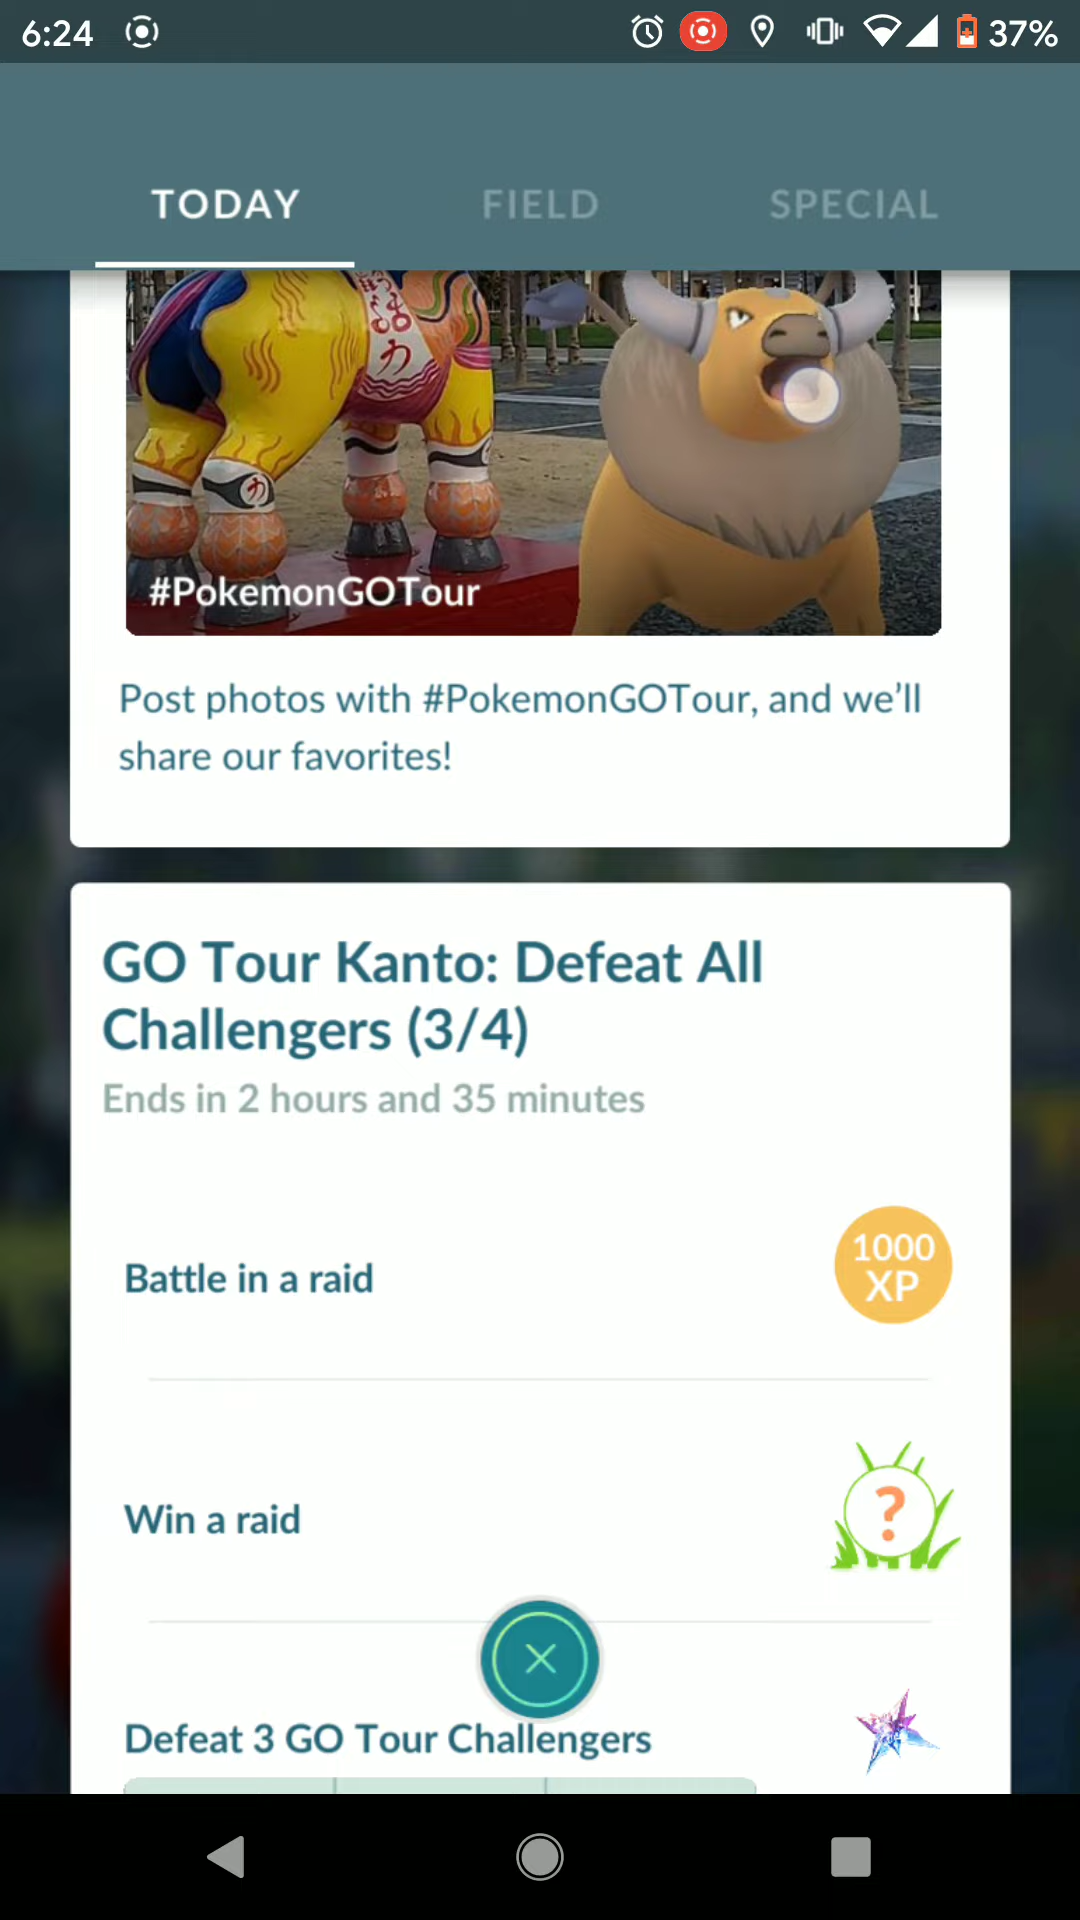 6:24
37%
TODAY
FIELD
SPECIAL
力
力
#PokemonGOTour
Post photos with #PokemonGOTour, and we’ll
share our favorites!
GO Tour Kanto: Defeat All
Challengers (3/4)
Ends in 2 hours and 35 minutes
Battle in a raid
1000
XP
Win a raid
?
Defeat 3 GO Tour Challengers